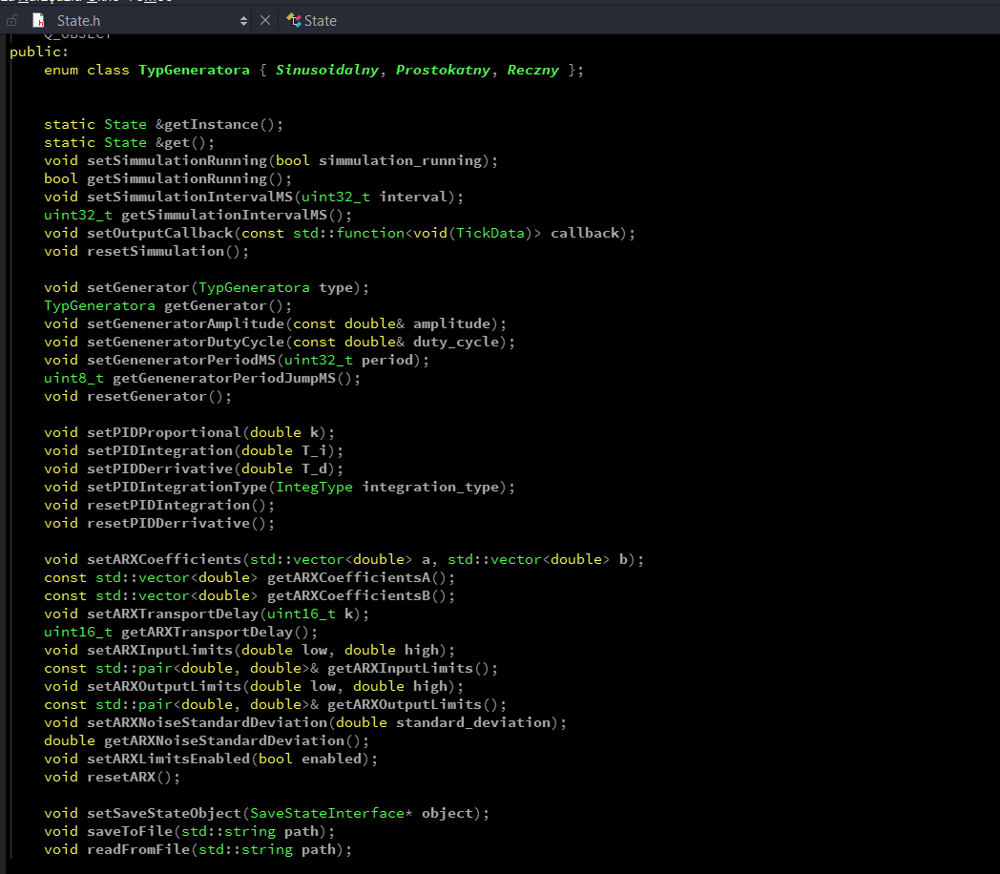 State.h
State
public:
enum class TypGeneratora { Sinusoidalny, Prostokatny, Reczny };
static State &getInstance();
static State &get();
void setSimmulationRunning(bool simmulation_running);
bool getSimmulationRunning();
void setSimmulationIntervalMS(uint32_t interval);
uint32_t getSimmulationIntervalMS();
void setOutputCallback(const std::function<void(TickData)> callback);
void resetSimmulation();
void setGenerator(TypGeneratora type);
TypGeneratora getGenerator();
void setGeneneratorAmplitude(const double& amplitude);
void setGeneneratorDutyCycle(const double& duty_cycle);
void setGeneneratorPeriodMS(uint32_t period);
uint8_t getGeneneratorPeriodJumpMS();
void resetGenerator();
void setPIDProportional(double k);
void setPIDIntegration(double T_i);
void setPIDDerrivative(double T_d);
void setPIDIntegrationType(IntegType integration_type);
void resetPIDIntegration();
void resetPIDDerrivative();
void setARXCoefficients(std::vector<double> a, std::vector<double> b);
const std::vector<double> getARXCoefficientsA();
const std::vector<double> getARXCoefficientsB();
void setARXTransportDelay(uint16_t k);
uint16_t getARXTransportDelay();
void setARXInputLimits(double low, double high);
const std::pair<double, double>& getARXInputLimits();
void setARXOutputLimits(double low, double high);
const std::pair<double, double>& getARXOutputLimits();
void setARXNoiseStandardDeviation(double standard_deviation);
double getARXNoiseStandardDeviation();
void setARXLimitsEnabled(bool enabled);
void resetARX();
void setSaveStateObject(SaveStateInterface* object);
void saveToFile(std::string path);
void readFromFile(std::string path);